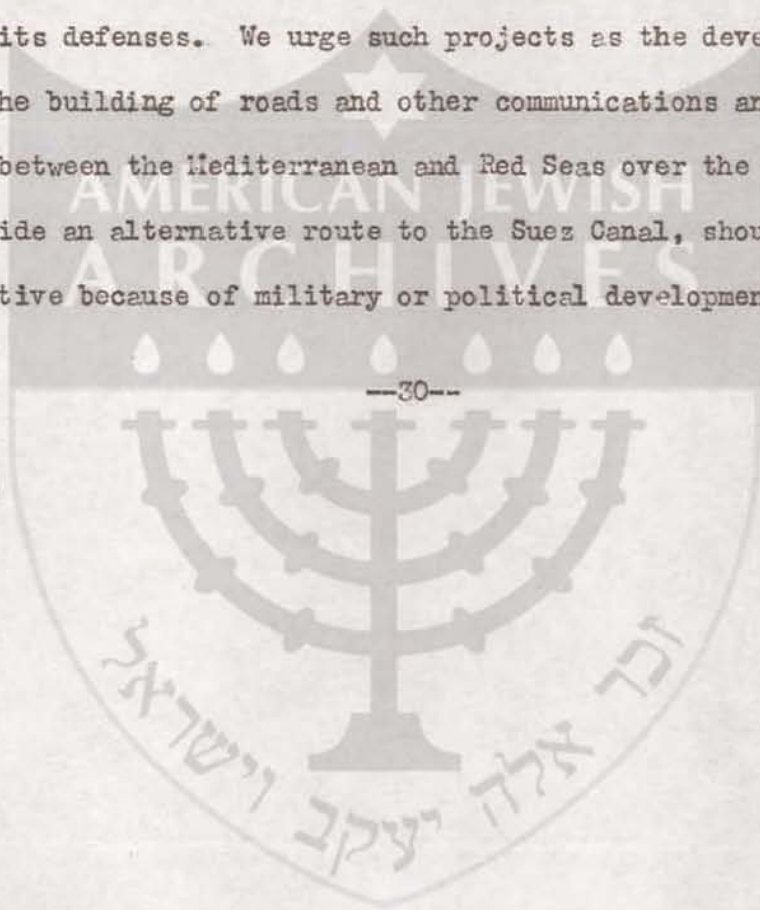 its defenses. We urge such projects as the deve
he building of roads and other communications an
between the Mediterranean and Red Seas over the
ide an alternative route to the Suez Canal, shou
tive because of military or political developmen
--30--
AMERICAN JEWISH
ARCHIVES
זכר אלה יעקב וישראל